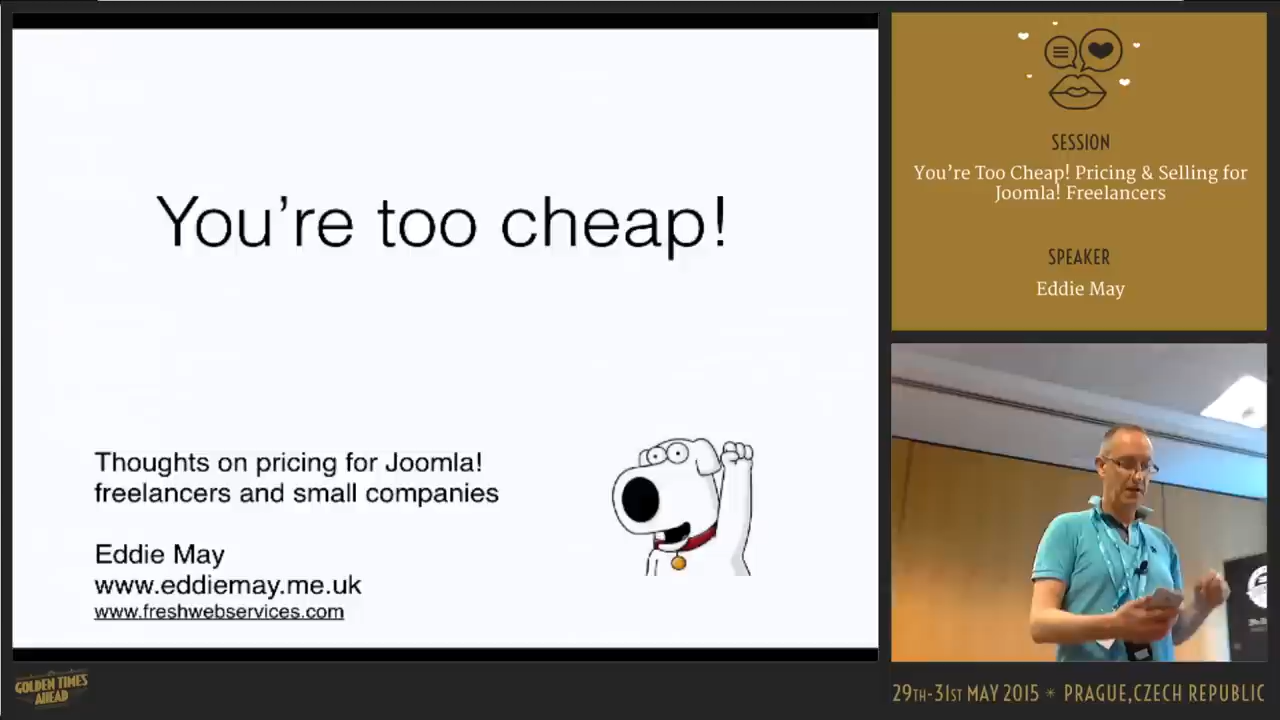 You're too cheap!
Thoughts on pricing for Joomla!
freelancers and small companies
Eddie May
www.eddiemay.me.uk
www.freshwebservices.com
SESSION
You're Too Cheap! Pricing & Selling for
Joomla! Freelancers
SPEAKER
Eddie May
GOLDEN TIMES
AHEAD
29TH-31ST MAY 2015 * PRAGUE,CZECH REPUBLIC